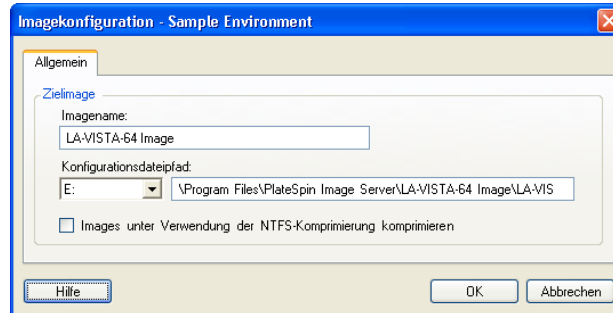 Imagekonfiguration - Sample Environment
Allgemein
Zielimage
Imagename:
LA-VISTA-64 Image
Konfigurationsdateipfad:
E: \Program Files\PlateSpin Image Server\LA-VISTA-64 Image\LA-VIS
Images unter Verwendung der NTFS-Komprimierung komprimieren
Hilfe OK Abbrechen